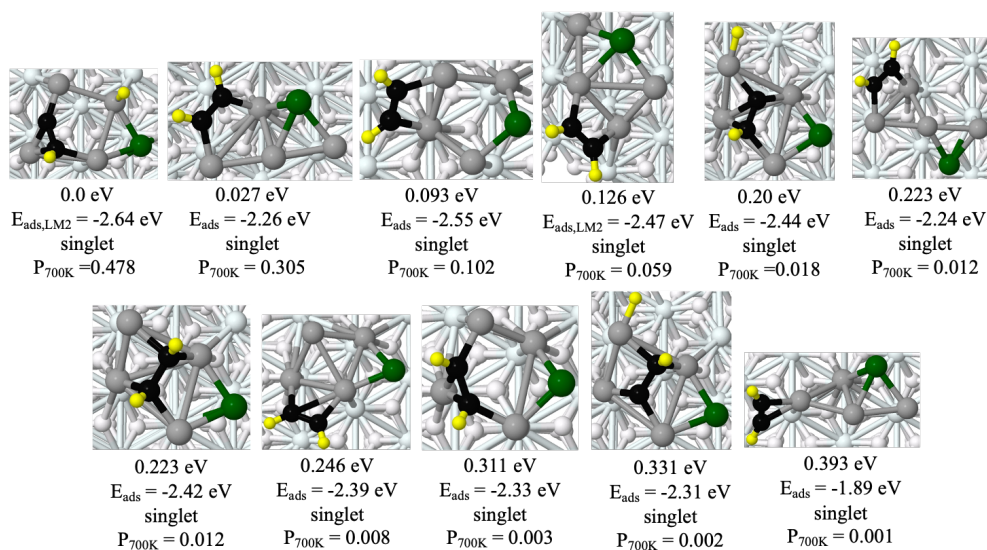 0.0 eV
E_ads,LM2 = -2.64 eV
singlet
P_700K =0.478
0.027 eV
E_ads = -2.26 eV
singlet
P_700K = 0.305
0.093 eV
E_ads = -2.55 eV
singlet
P_700K = 0.102
0.126 eV
E_ads,LM2 = -2.47 eV
singlet
P_700K = 0.059
0.20 eV
E_ads = -2.44 eV
singlet
P_700K = 0.018
0.223 eV
E_ads = -2.24 eV
singlet
P_700K = 0.012
0.223 eV
E_ads = -2.42 eV
singlet
P_700K = 0.012
0.246 eV
E_ads = -2.39 eV
singlet
P_700K = 0.008
0.311 eV
E_ads = -2.33 eV
singlet
P_700K = 0.003
0.331 eV
E_ads = -2.31 eV
singlet
P_700K = 0.002
0.393 eV
E_ads = -1.89 eV
singlet
P_700K = 0.001